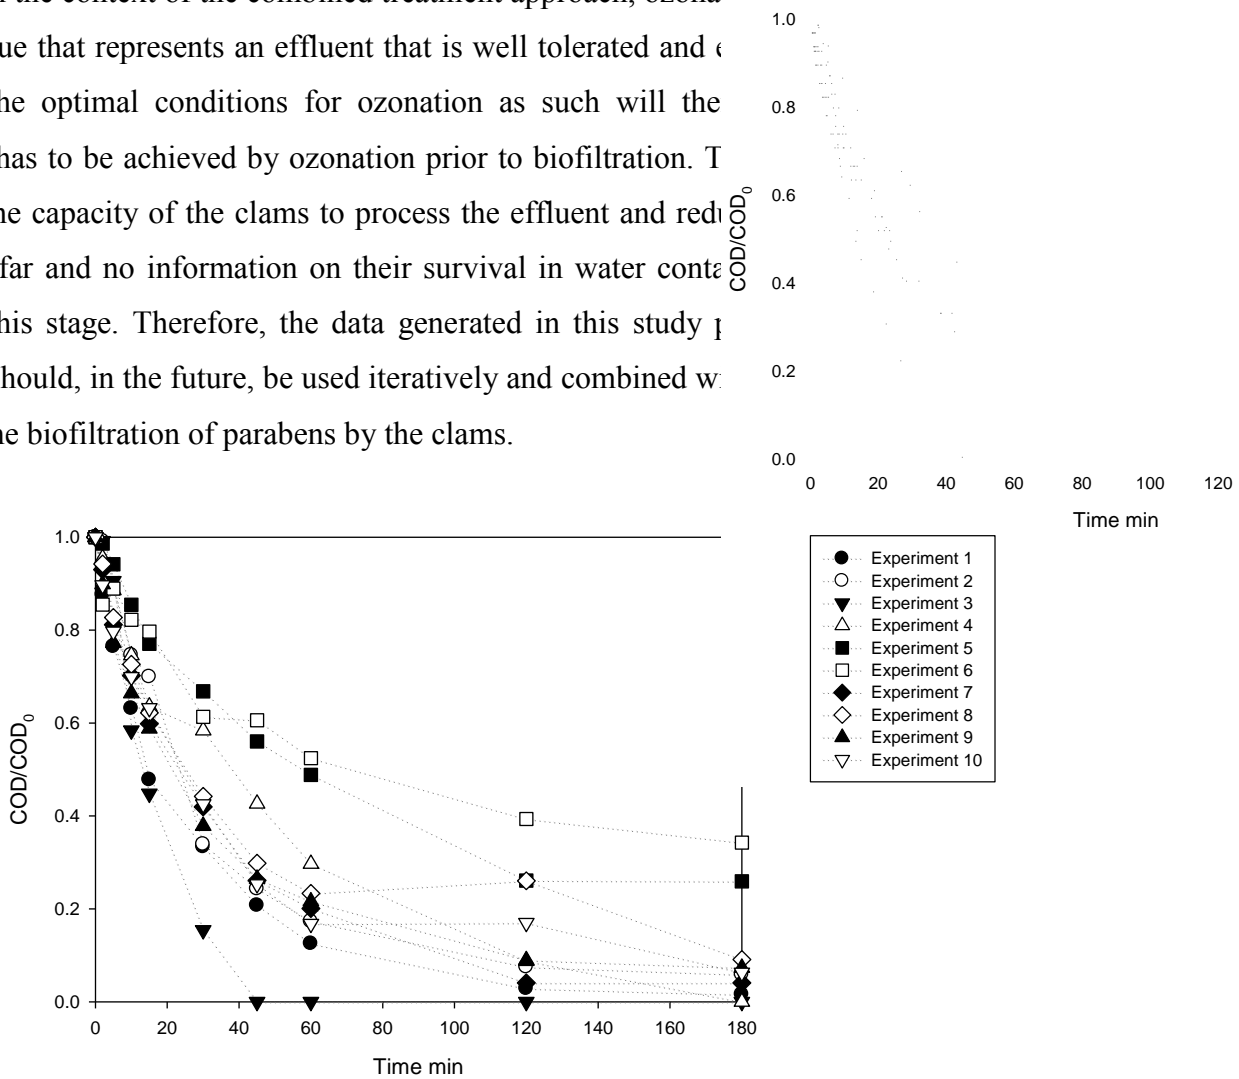 the context of the combined treatment approach,
ue that represents an effluent that is well tolerated and
he optimal conditions for ozonation as such will the
has to be achieved by ozonation prior to biofiltration. T
ne capacity of the clams to process the effluent and redu
far and no information on their survival in water conta
his stage. Therefore, the data generated in this study p
hould, in the future, be used iteratively and combined wi
ne biofiltration of parabens by the clams.
1.0
0.8
0.6
0.4
0.2
0.0
COD/COD0
0 20 40 60 80 100 120
Time min
Experiment 1
Experiment 2
Experiment 3
Experiment 4
Experiment 5
Experiment 6
Experiment 7
Experiment 8
Experiment 9
Experiment 10
1.0
0.8
0.6
0.4
0.2
0.0
COD/COD0
0 20 40 60 80 100 120 140 160 180
Time min